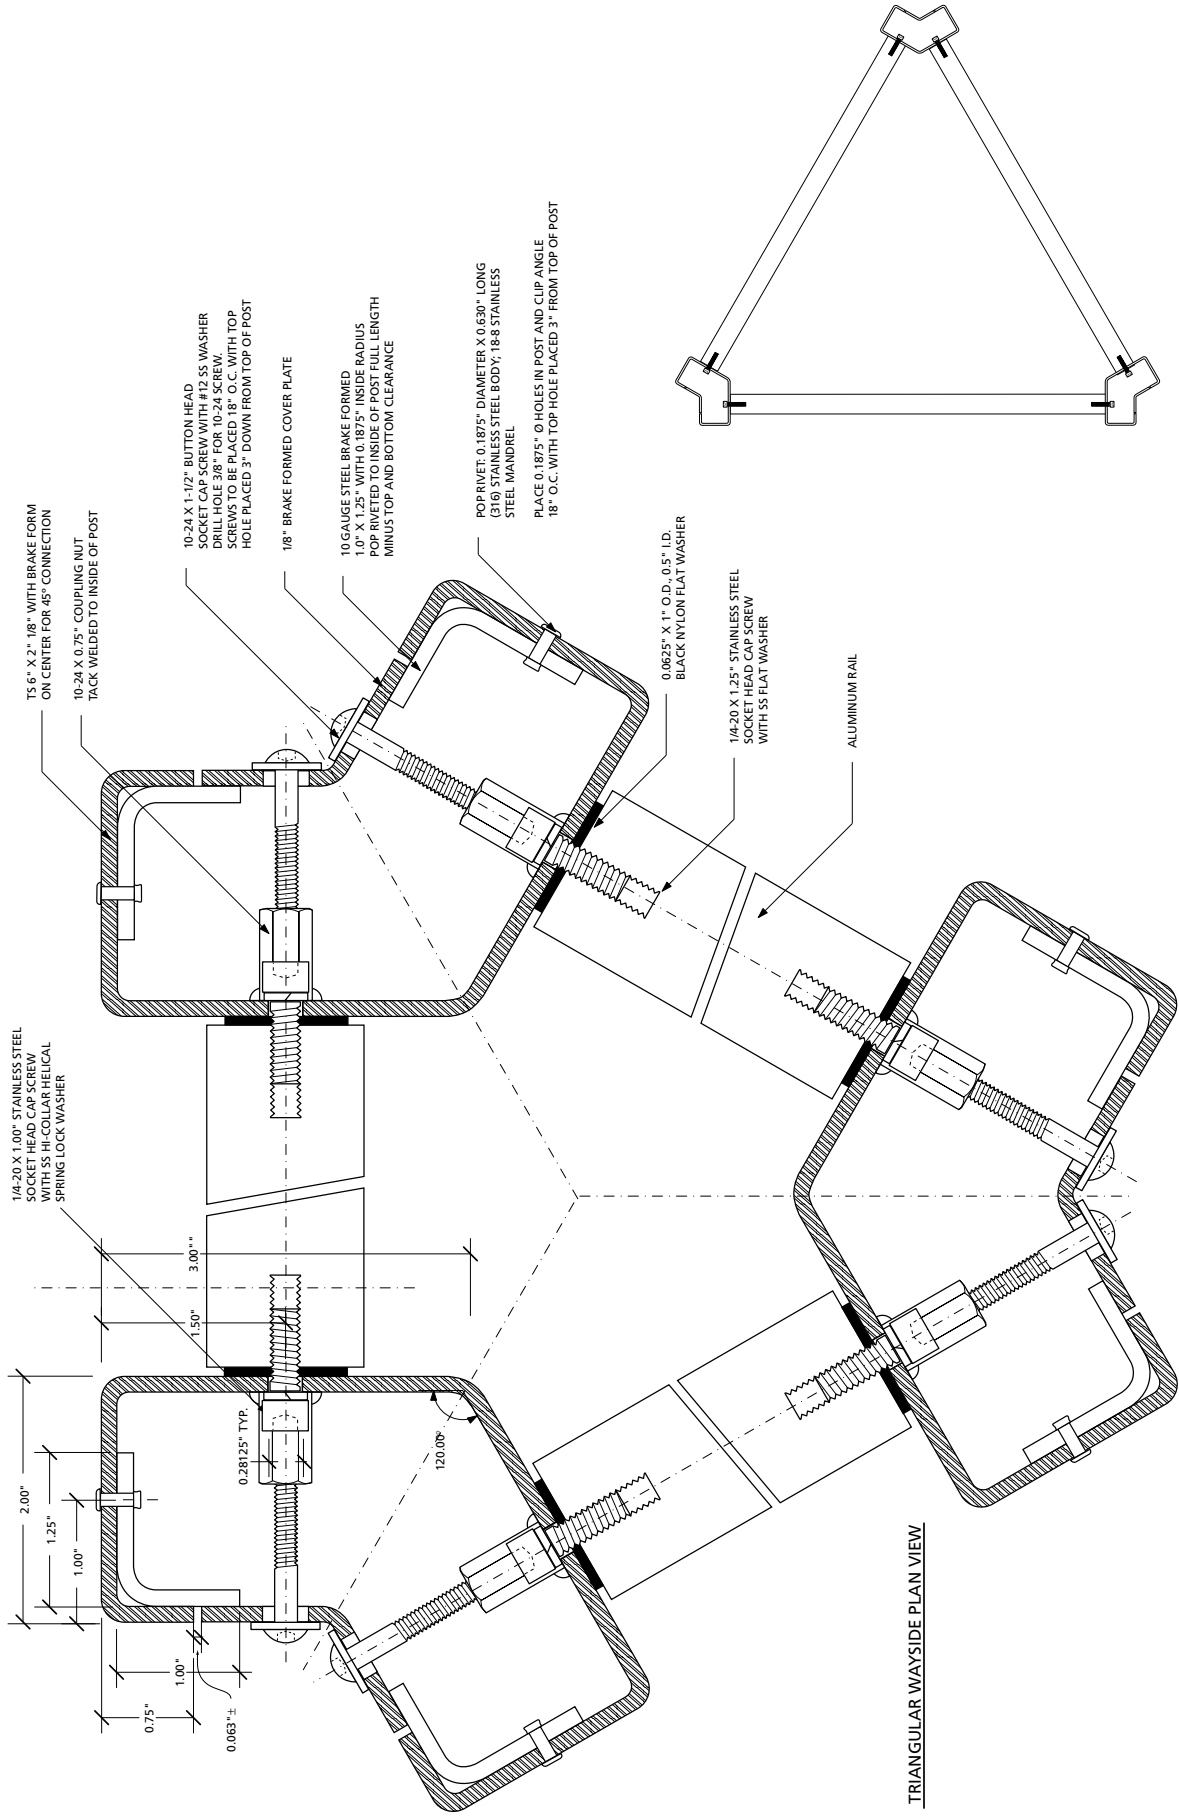 TS 6" X 2" 1/8" WITH BRAKE FORM
ON CENTER FOR 45° CONNECTION
10-24 X 0.75" COUPLING NUT
TACK WELDED TO INSIDE OF POST
10-24 X 1-1/2" BUTTON HEAD
SOCKET CAP SCREW WITH #12 SS WASHER
DRILL HOLE 3/8" FOR 10-24 SCREW.
SCREWS TO BE PLACED 18" O.C. WITH TOP
HOLE PLACED 3" DOWN FROM TOP OF POST
1/8" BRAKE FORMED COVER PLATE
10 GAUGE STEEL BRAKE FORMED
1.0" X 1.25" WITH 0.1875" INSIDE RADIUS
POP RIVETED TO INSIDE OF POST FULL LENGTH
MINUS TOP AND BOTTOM CLEARANCE
POP RIVET: 0.1875" DIAMETER X 0.630" LONG
(316) STAINLESS STEEL BODY; 18-8 STAINLESS
STEEL MANDREL
PLACE 0.1875" Ø HOLES IN POST AND CLIP ANGLE
18" O.C. WITH TOP HOLE PLACED 3" FROM TOP OF POST
0.0625" X 1" O.D., 0.5" I.D.
BLACK NYLON FLAT WASHER
1/4-20 X 1.25" STAINLESS STEEL
SOCKET HEAD CAP SCREW
WITH SS FLAT WASHER
ALUMINUM RAIL
1/4-20 X 1.00" STAINLESS STEEL
SOCKET HEAD CAP SCREW
WITH SS HI-COLLAR HELICAL
SPRING LOCK WASHER
3.00" "
1.50"
2.00"
1.25"
1.00"
0.28125" TYP.
120.00°
1.00"
0.75"
0.063"±
TRIANGULAR WAYSIDE PLAN VIEW